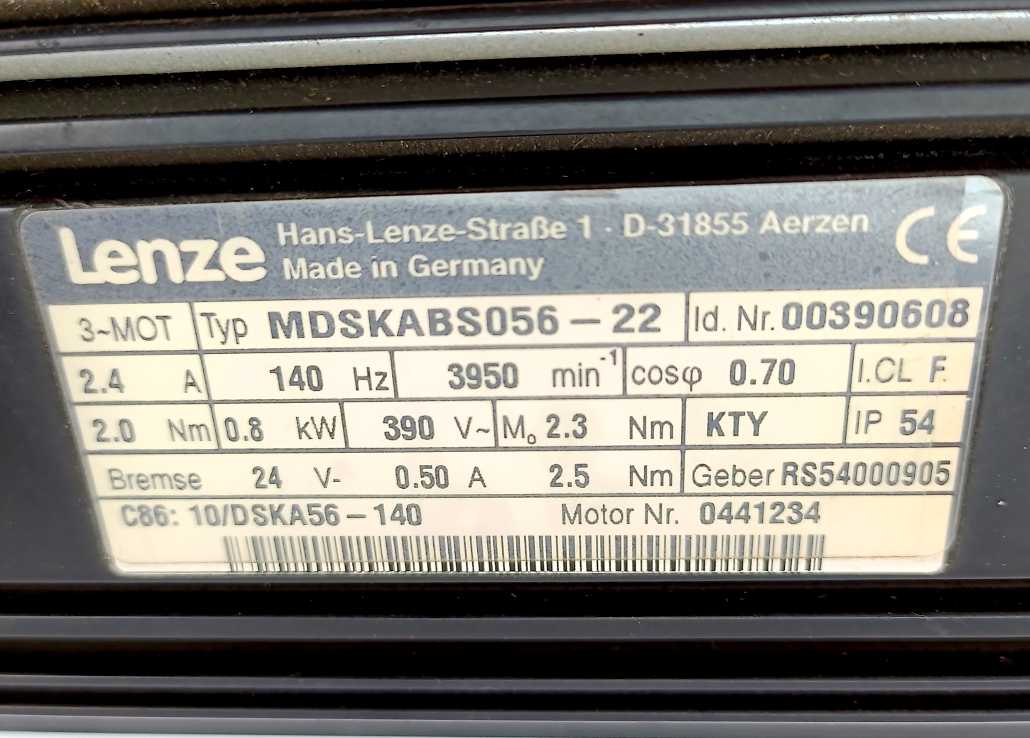 Lenze
Hans-Lenze-Straße 1 · D-31855 Aerzen
Made in Germany
CE
3~MOT Typ MDSKABS056-22 Id. Nr. 00390608
2.4 A 140 Hz 3950 min⁻¹ cosφ 0.70 I.CL F.
2.0 Nm 0.8 kW 390 V~ M₀ 2.3 Nm KTY IP 54
Bremse 24 V- 0.50 A 2.5 Nm Geber RS54000905
C86: 10/DSKA56-140 Motor Nr. 0441234